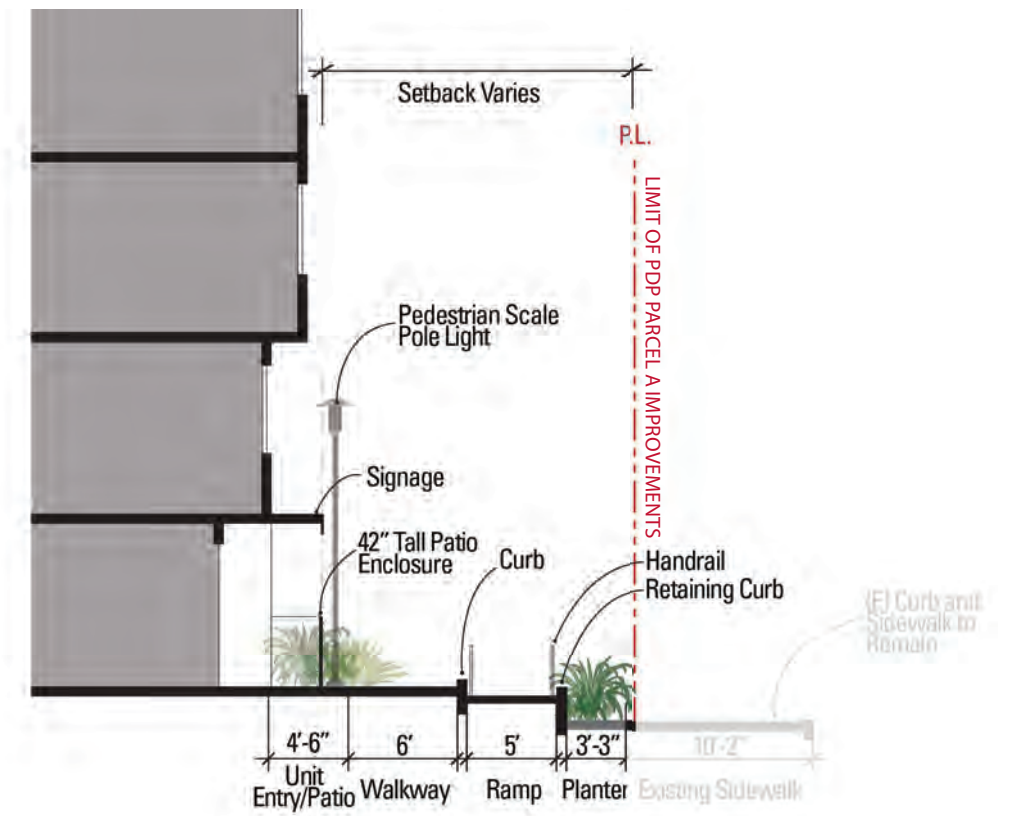 Setback Varies
P.L.
LIMIT OF PDP PARCEL A IMPROVEMENTS
Pedestrian Scale
Pole Light
Signage
42" Tall Patio
Enclosure
Curb
Handrail
Retaining Curb
(E) Curb and
Sidewalk to
Remain
4'-6"
6'
5'
3'-3"
10'-2"
Unit
Entry/Patio
Walkway
Ramp
Planter
Existing Sidewalk